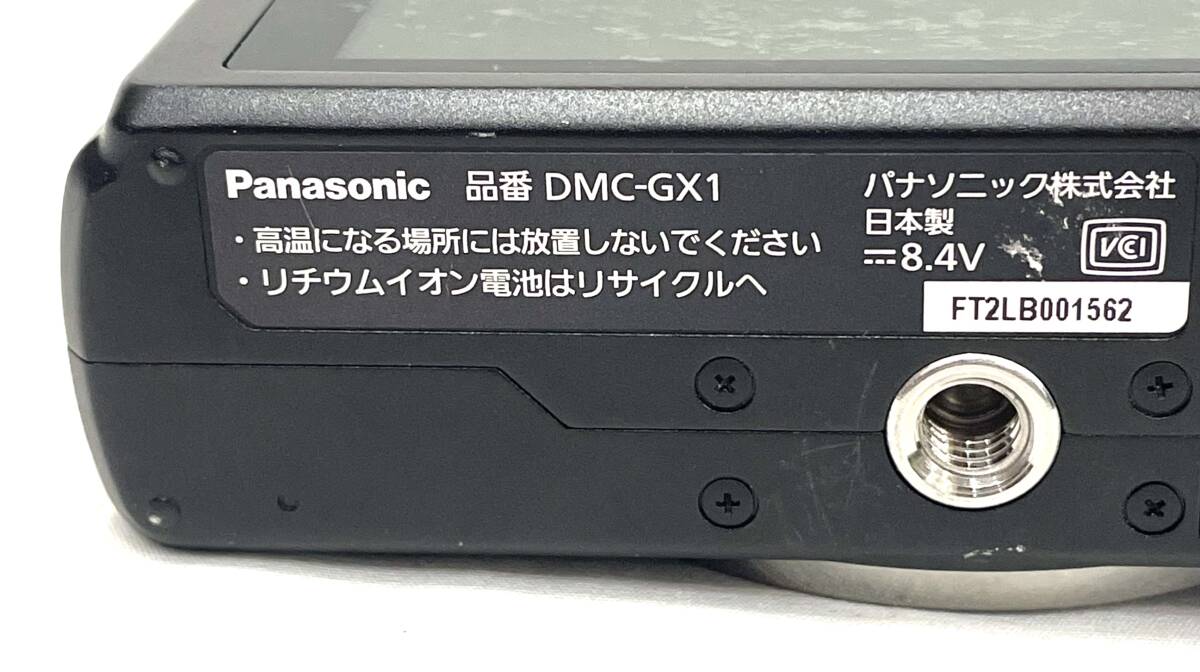 Panasonic 品番 DMC-GX1
・高温になる場所には放置しないでください
・リチウムイオン電池はリサイクルへ
パナソニック株式会社
日本製
⎓8.4V
VCI
FT2LB001562